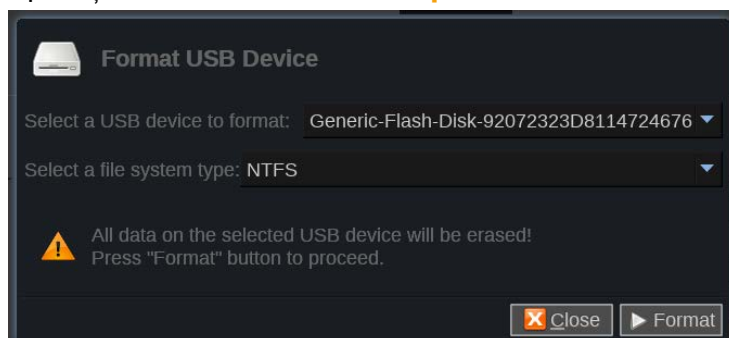 Format USB Device
Select a USB device to format: Generic-Flash-Disk-92072323D8114724676
Select a file system type: NTFS
All data on the selected USB device will be erased!
Press "Format" button to proceed.
Close Format